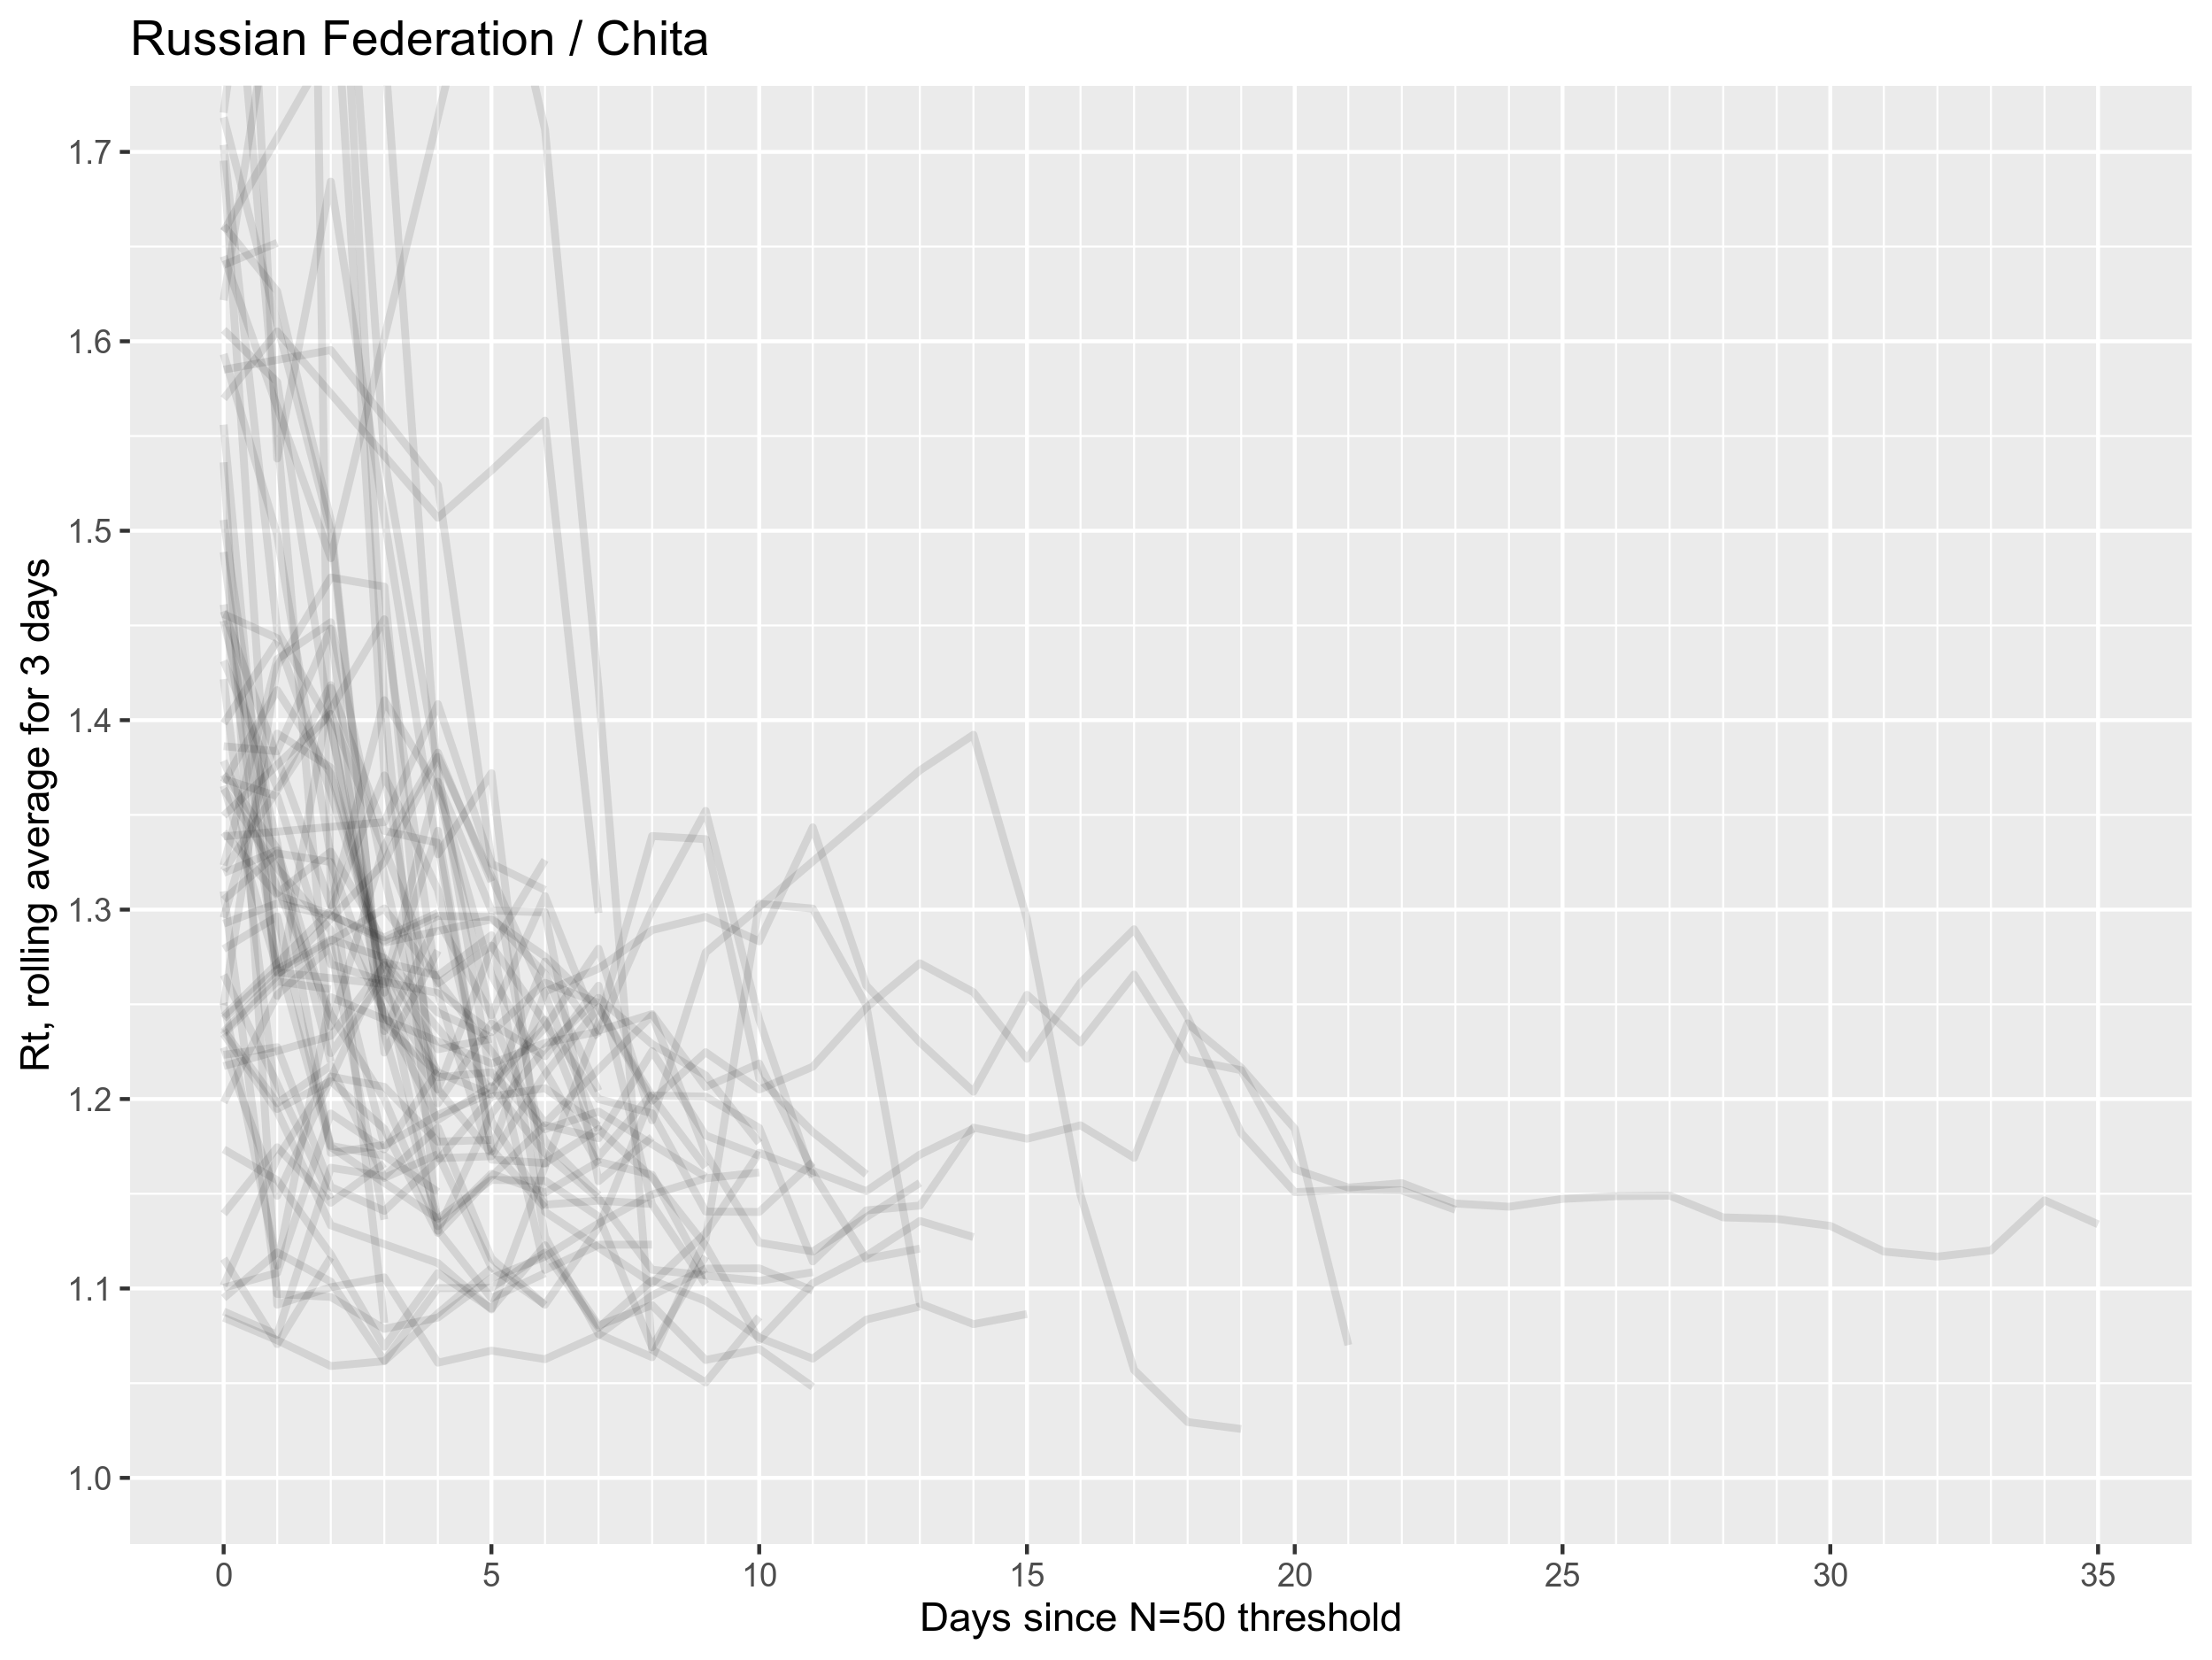 Russian Federation / Chita
Rt, rolling average for 3 days
1.7
1.6
1.5
1.4
1.3
1.2
1.1
1.0
0 5 10 15 20 25 30 35
Days since N=50 threshold